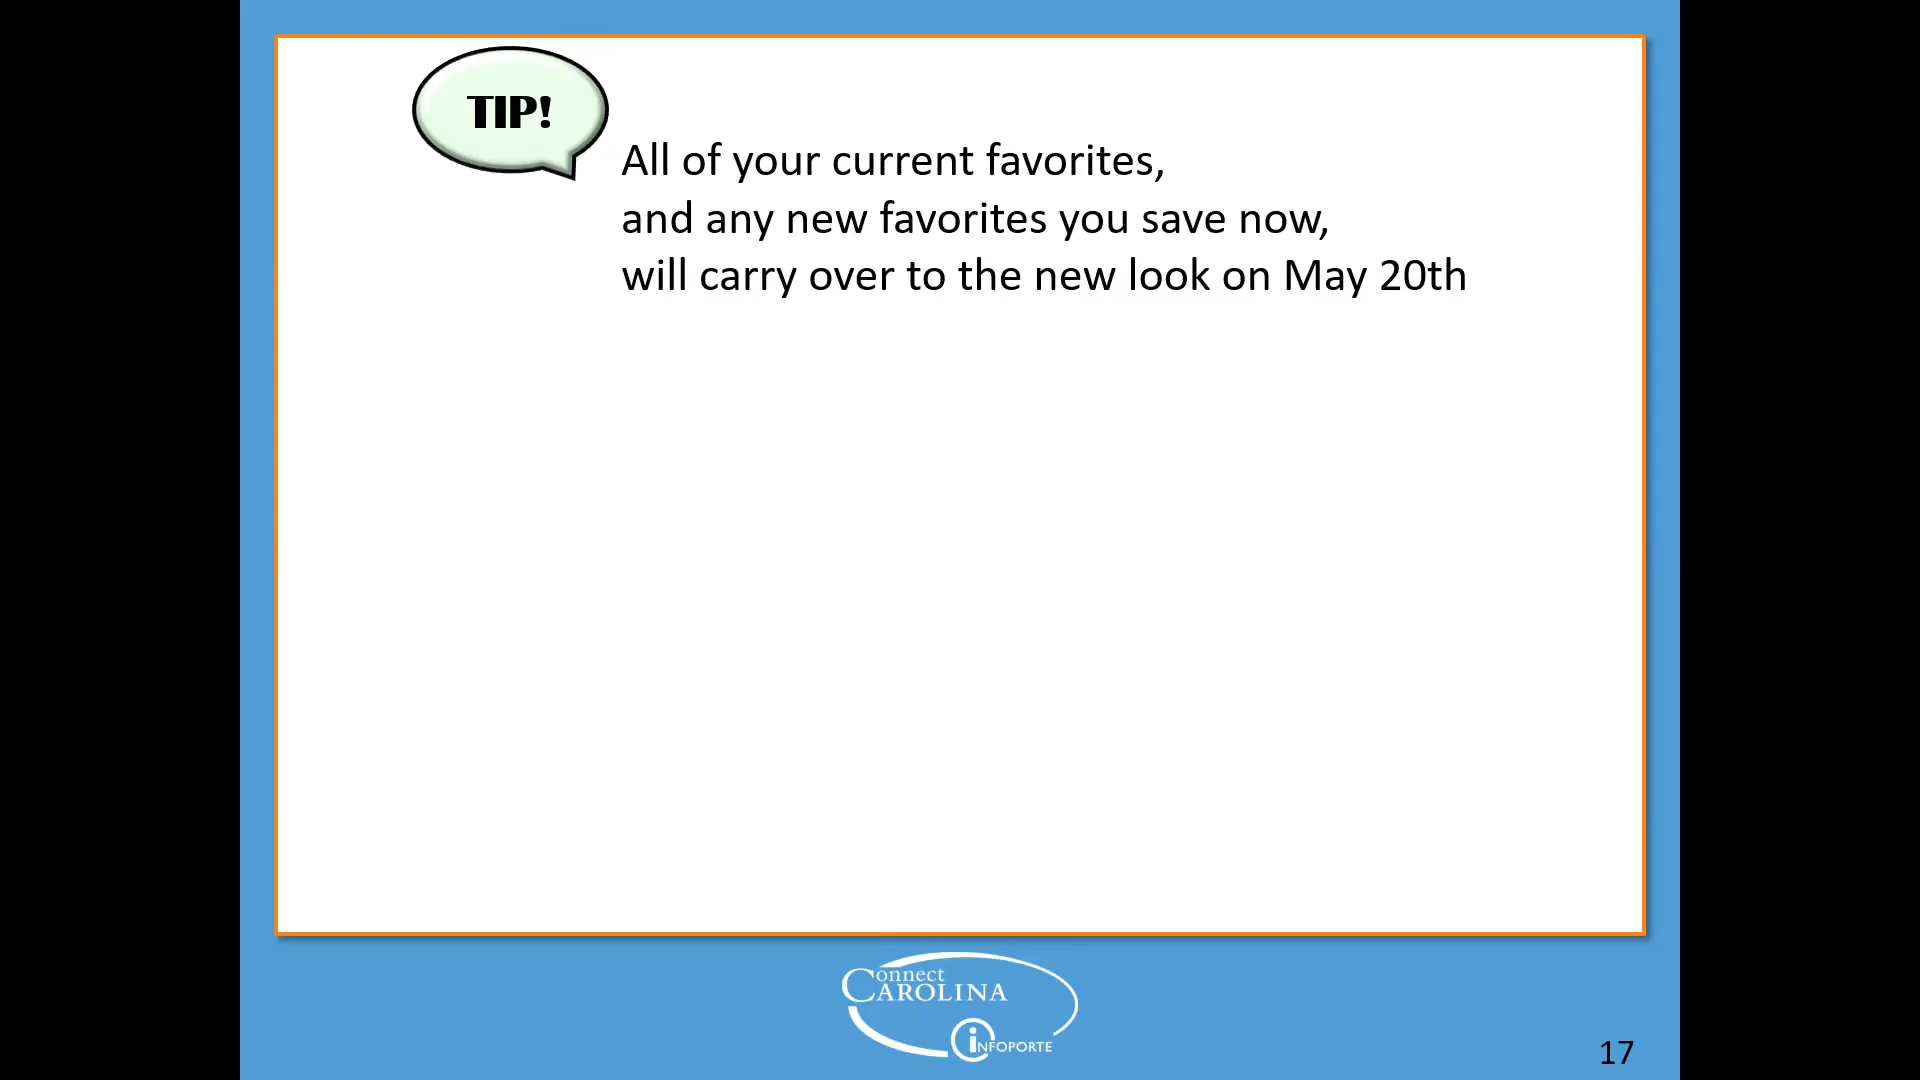 TIP!
All of your current favorites,
and any new favorites you save now,
will carry over to the new look on May 20th
Connect
CAROLINA
iNFOPORTE
17